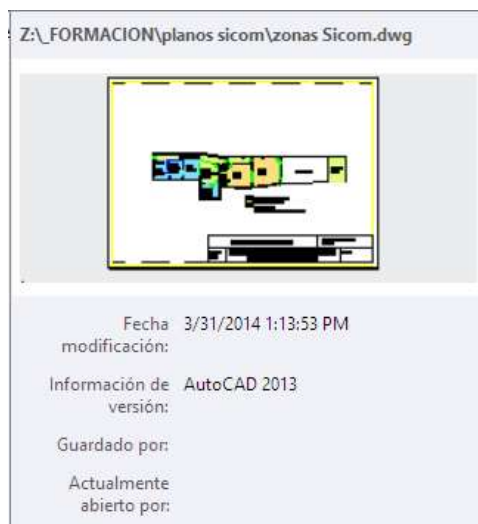 Z:\_FORMACION\planos sicom\zonas Sicom.dwg
Fecha modificación: 3/31/2014 1:13:53 PM
Información de versión: AutoCAD 2013
Guardado por:
Actualmente abierto por: